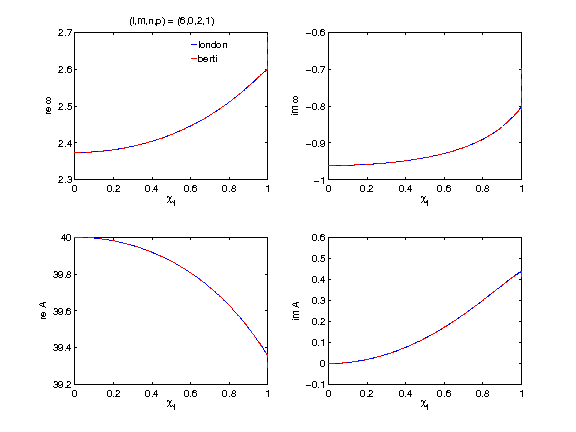 (l,m,n,p) = (6,0,2,1)
2.7
2.6
2.5
2.4
2.3
re ω
london
berti
0 0.2 0.4 0.6 0.8 1
χf
-0.6
-0.7
-0.8
-0.9
-1
im ω
0 0.2 0.4 0.6 0.8 1
χf
40
39.8
39.6
39.4
39.2
re A
0 0.2 0.4 0.6 0.8 1
χf
0.6
0.5
0.4
0.3
0.2
0.1
0
-0.1
im A
0 0.2 0.4 0.6 0.8 1
χf